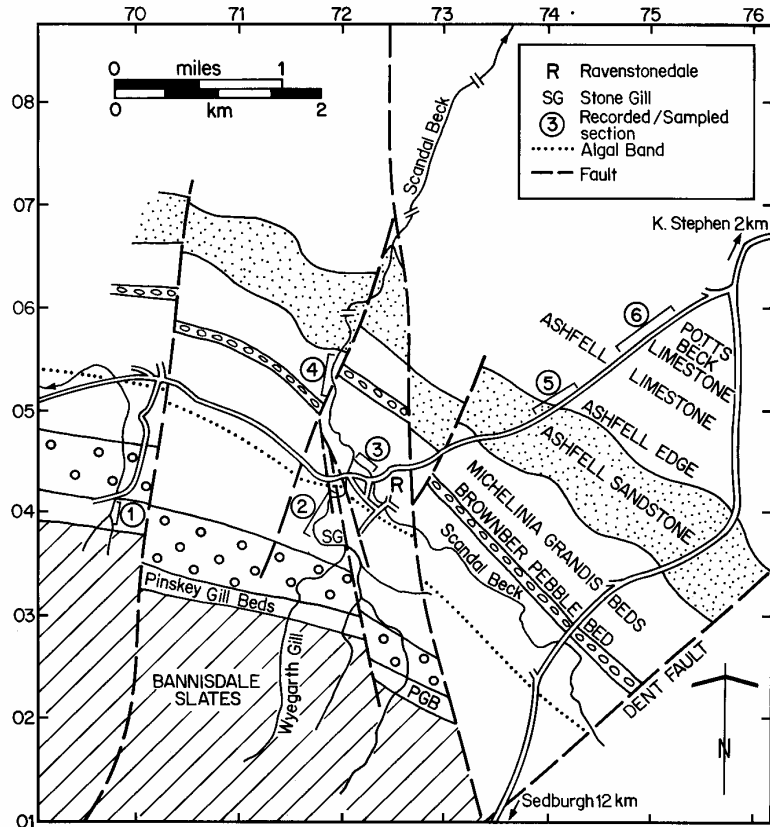 70 71 72 73 74 75 76
08
07
06
05
04
03
02
01
0 miles 1
0 km 2
R Ravenstonedale
SG Stone Gill
3 Recorded/Sampled
section
Algal Band
Fault
Scandal Beck
K. Stephen 2km
6
ASHFELL
LIMESTONE
POTTS
BECK
LIMESTONE
5
ASHFELL EDGE
ASHFELL SANDSTONE
4
3
R
MICHELINIA GRANDIS BEDS
BROWNBER PEBBLE
BED
2
SG
1
Scandal
Beck
Pinskey Gill Beds
Wyegarth Gill
BANNISDALE
SLATES
PGB
DENT FAULT
N
Sedburgh 12 km